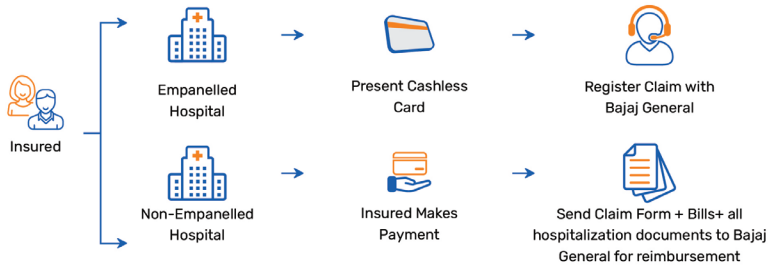 Insured
Empanelled
Hospital
Present Cashless
Card
Register Claim with
Bajaj General
Non-Empanelled
Hospital
Insured Makes
Payment
Send Claim Form + Bills+ all
hospitalization documents to Bajaj
General for reimbursement